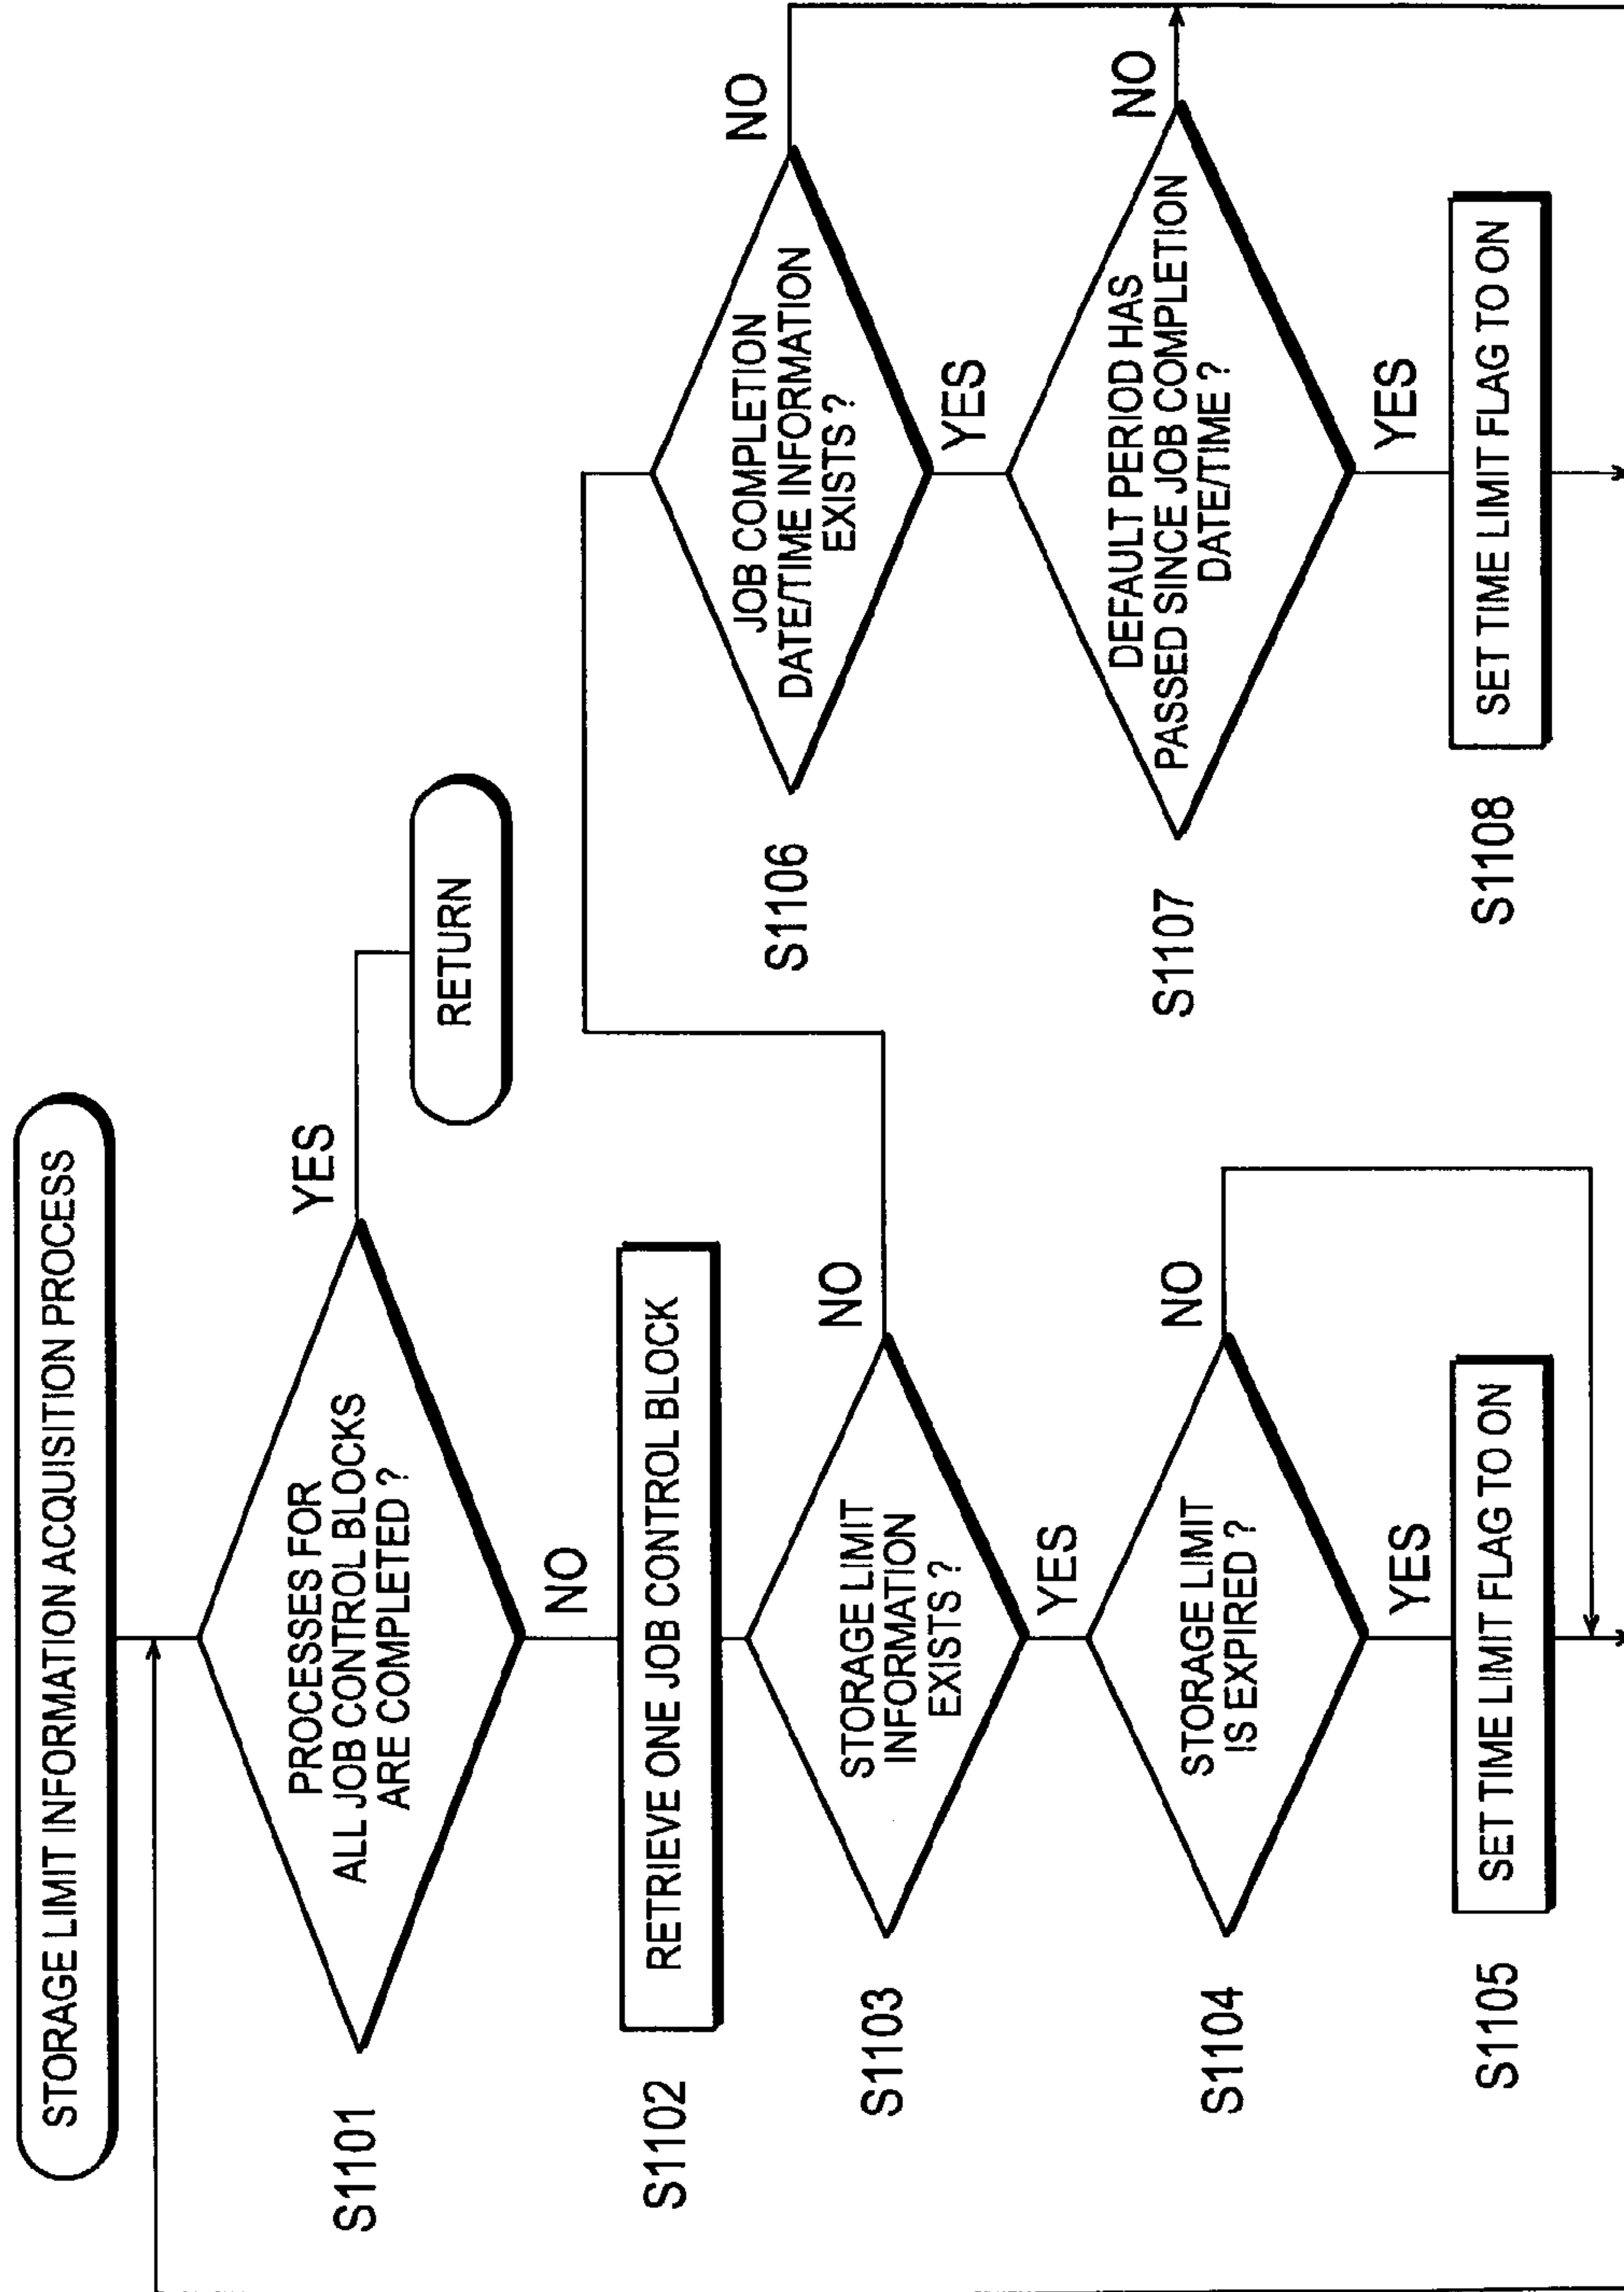 STORAGE LIMIT INFORMATION ACQUISITION PROCESS
S1101
PROCESSES FOR
ALL JOB CONTROL BLOCKS
ARE COMPLETED ?
YES
RETURN
NO
S1102
RETRIEVE ONE JOB CONTROL BLOCK
S1103
STORAGE LIMIT
INFORMATION
EXISTS ?
NO
YES
S1104
STORAGE LIMIT
IS EXPIRED ?
NO
YES
S1105
SET TIME LIMIT FLAG TO ON
S1106
JOB COMPLETION
DATE/TIME INFORMATION
EXISTS ?
NO
YES
S1107
DEFAULT PERIOD HAS
PASSED SINCE JOB COMPLETION
DATE/TIME ?
NO
YES
S1108
SET TIME LIMIT FLAG TO ON